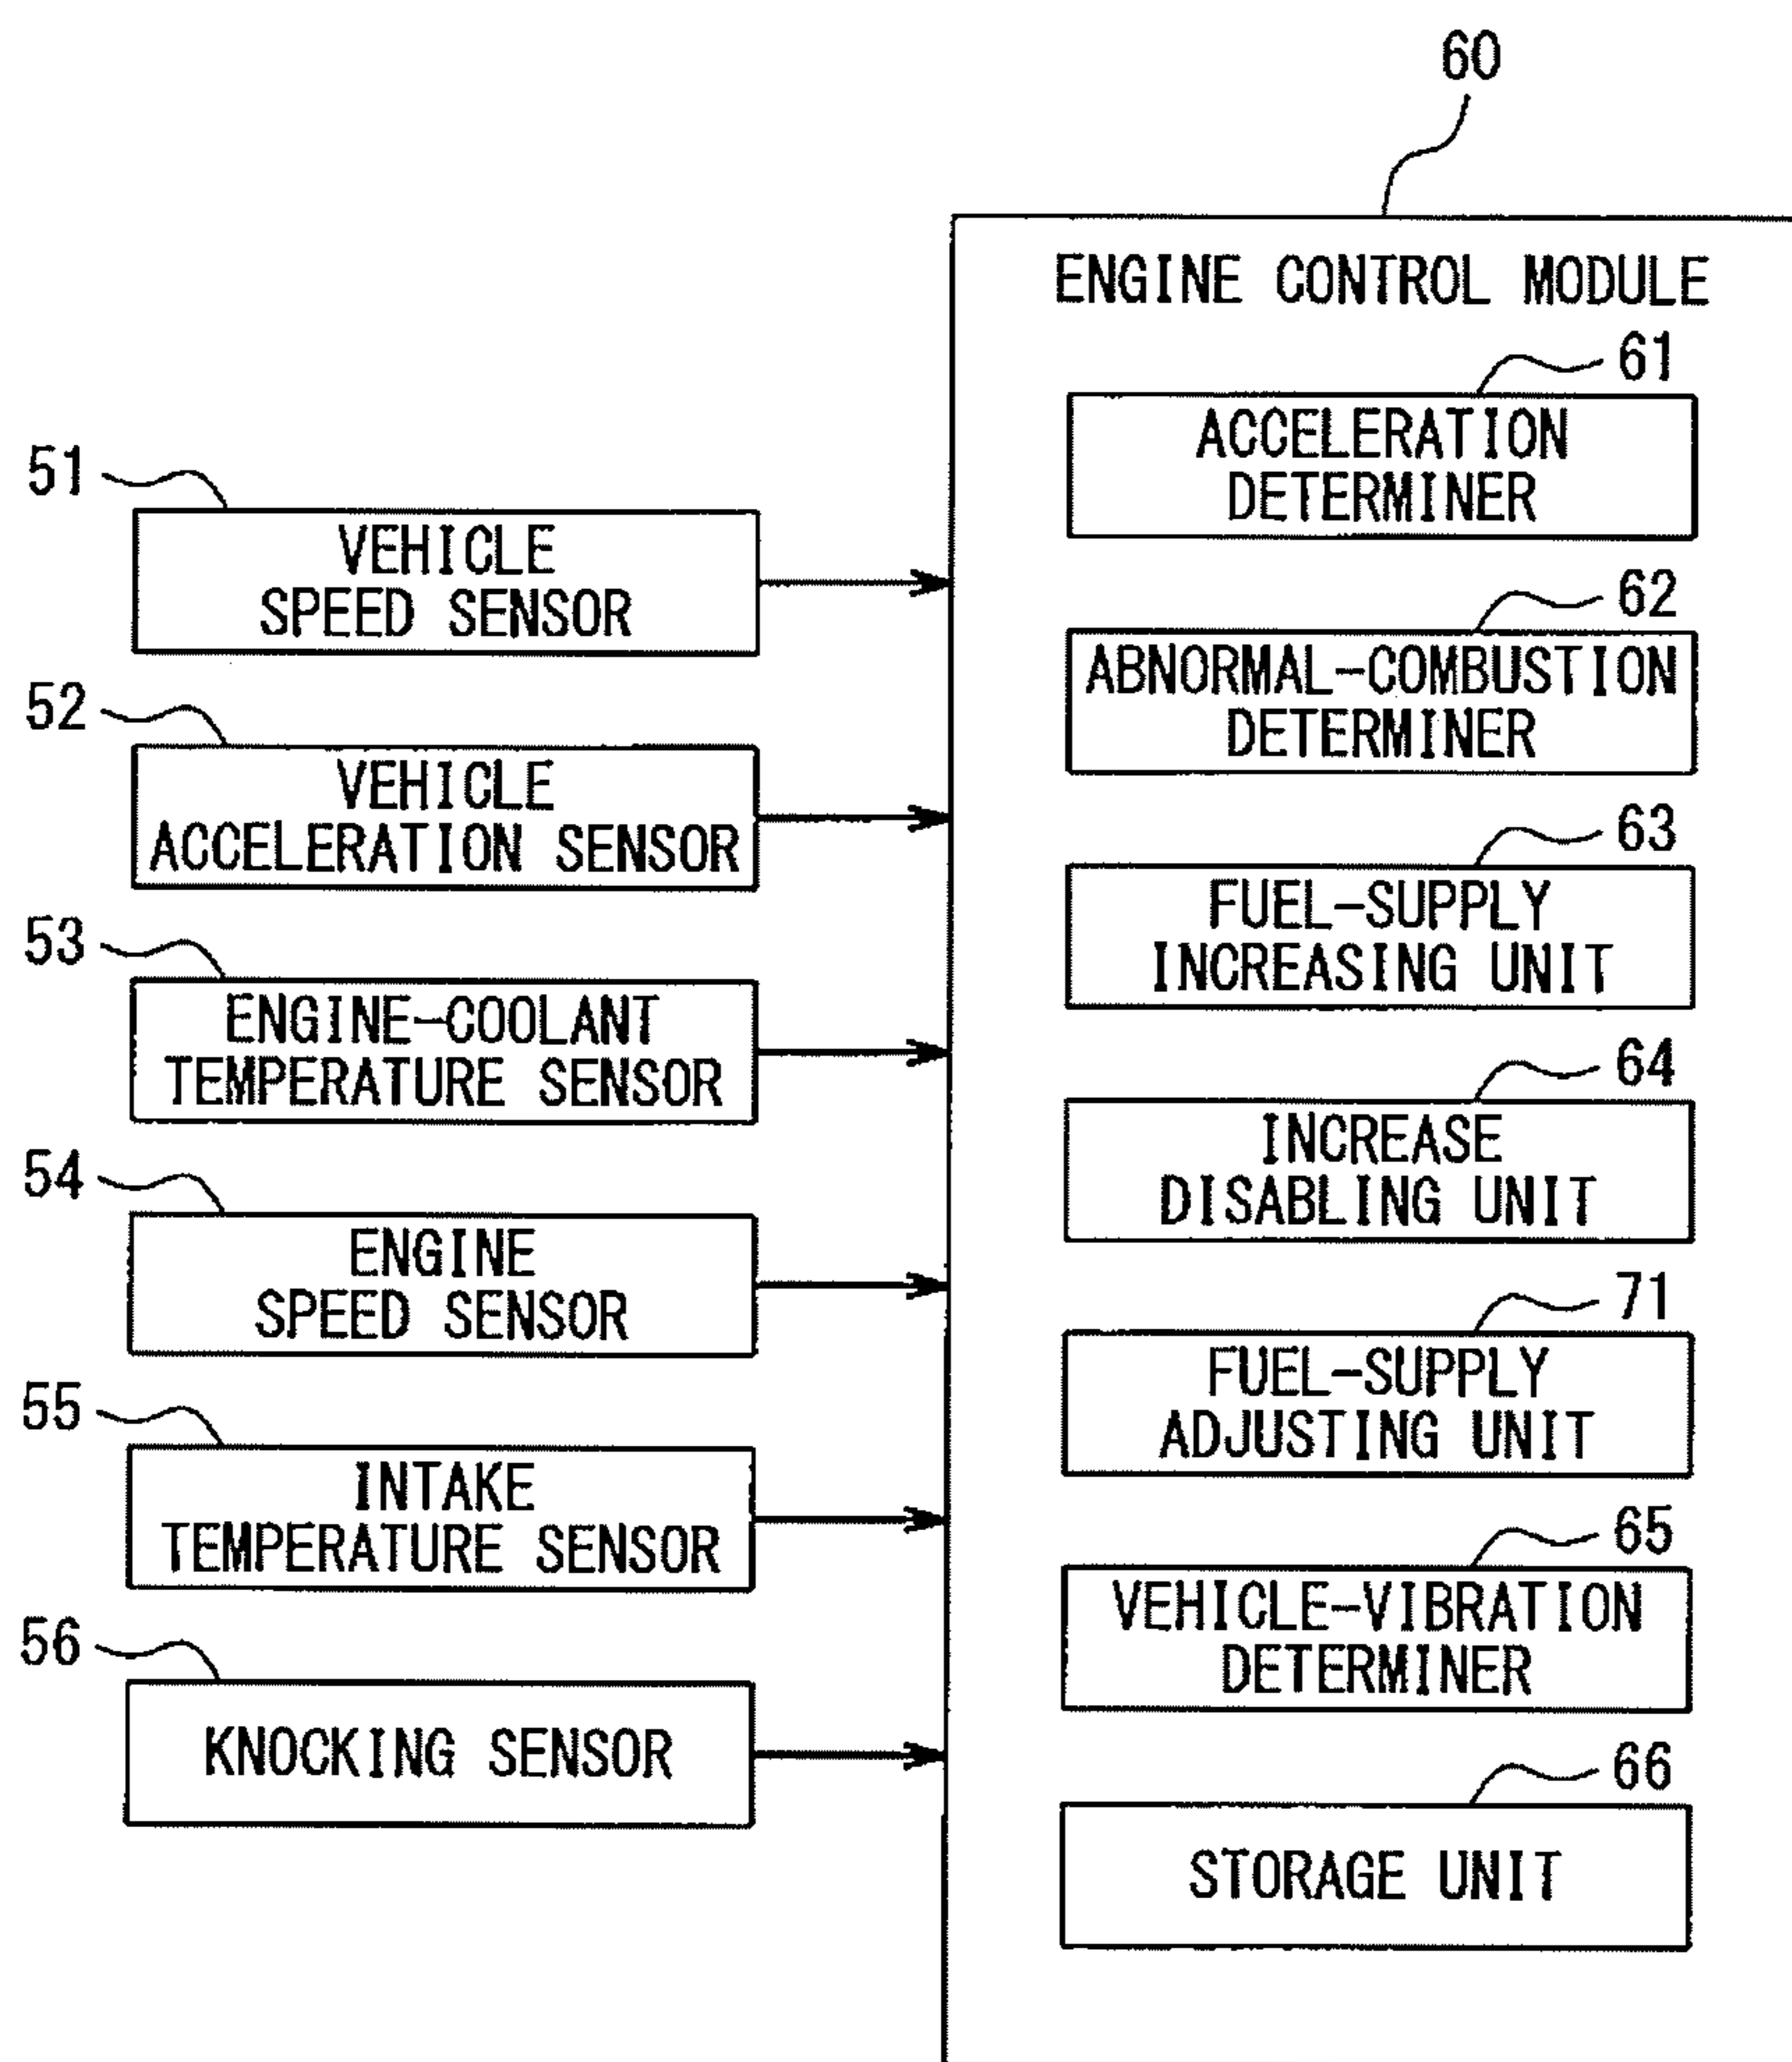 60
ENGINE CONTROL MODULE
51
VEHICLE
SPEED SENSOR
52
VEHICLE
ACCELERATION SENSOR
53
ENGINE-COOLANT
TEMPERATURE SENSOR
54
ENGINE
SPEED SENSOR
55
INTAKE
TEMPERATURE SENSOR
56
KNOCKING SENSOR
61
ACCELERATION
DETERMINER
62
ABNORMAL-COMBUSTION
DETERMINER
63
FUEL-SUPPLY
INCREASING UNIT
64
INCREASE
DISABLING UNIT
71
FUEL-SUPPLY
ADJUSTING UNIT
65
VEHICLE-VIBRATION
DETERMINER
66
STORAGE UNIT